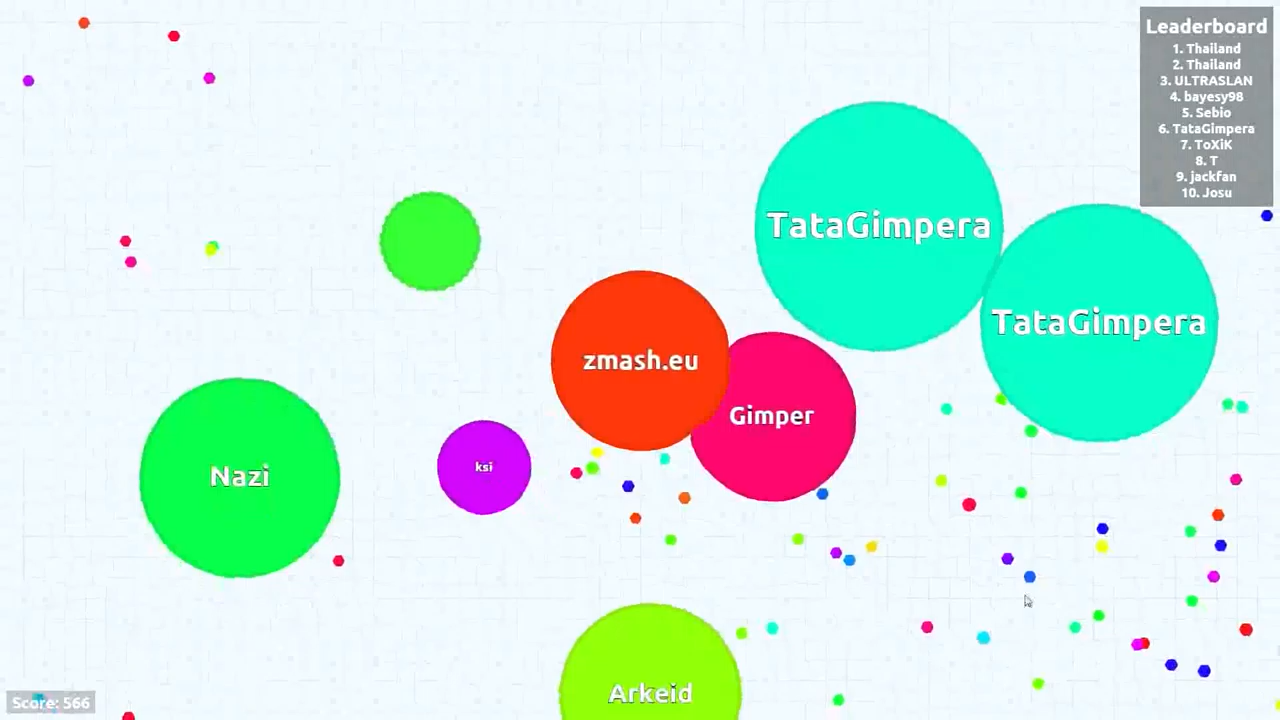 Leaderboard
1. Thailand
2. Thailand
3. ULTRASLAN
4. bayesy98
5. Sebio
6. TataGimpera
7. ToXiK
8. T
9. jackfan
10. Josu
TataGimpera
TataGimpera
zmash.eu
Gimper
Nazi
ksi
Arkeid
Score: 566